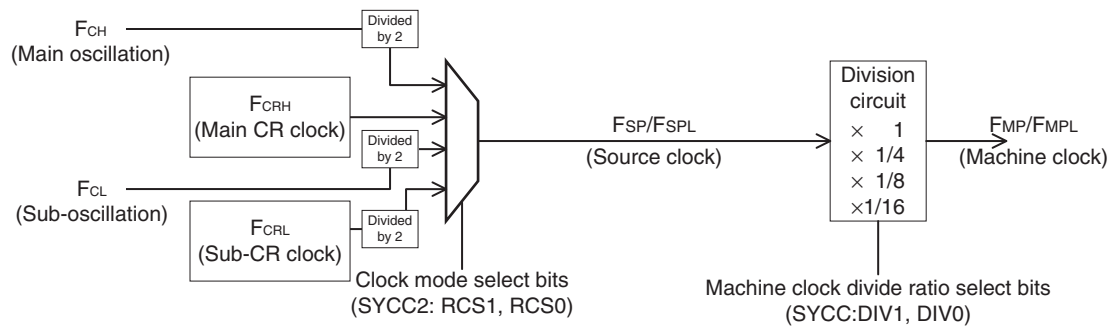 FCH
(Main oscillation)
Divided
by 2
FCRH
(Main CR clock)
Divided
by 2
FCL
(Sub-oscillation)
FCRL
(Sub-CR clock)
Divided
by 2
Clock mode select bits
(SYCC2: RCS1, RCS0)
FSP/FSPL
(Source clock)
Division
circuit
× 1
× 1/4
× 1/8
×1/16
FMP/FMPL
(Machine clock)
Machine clock divide ratio select bits
(SYCC:DIV1, DIV0)